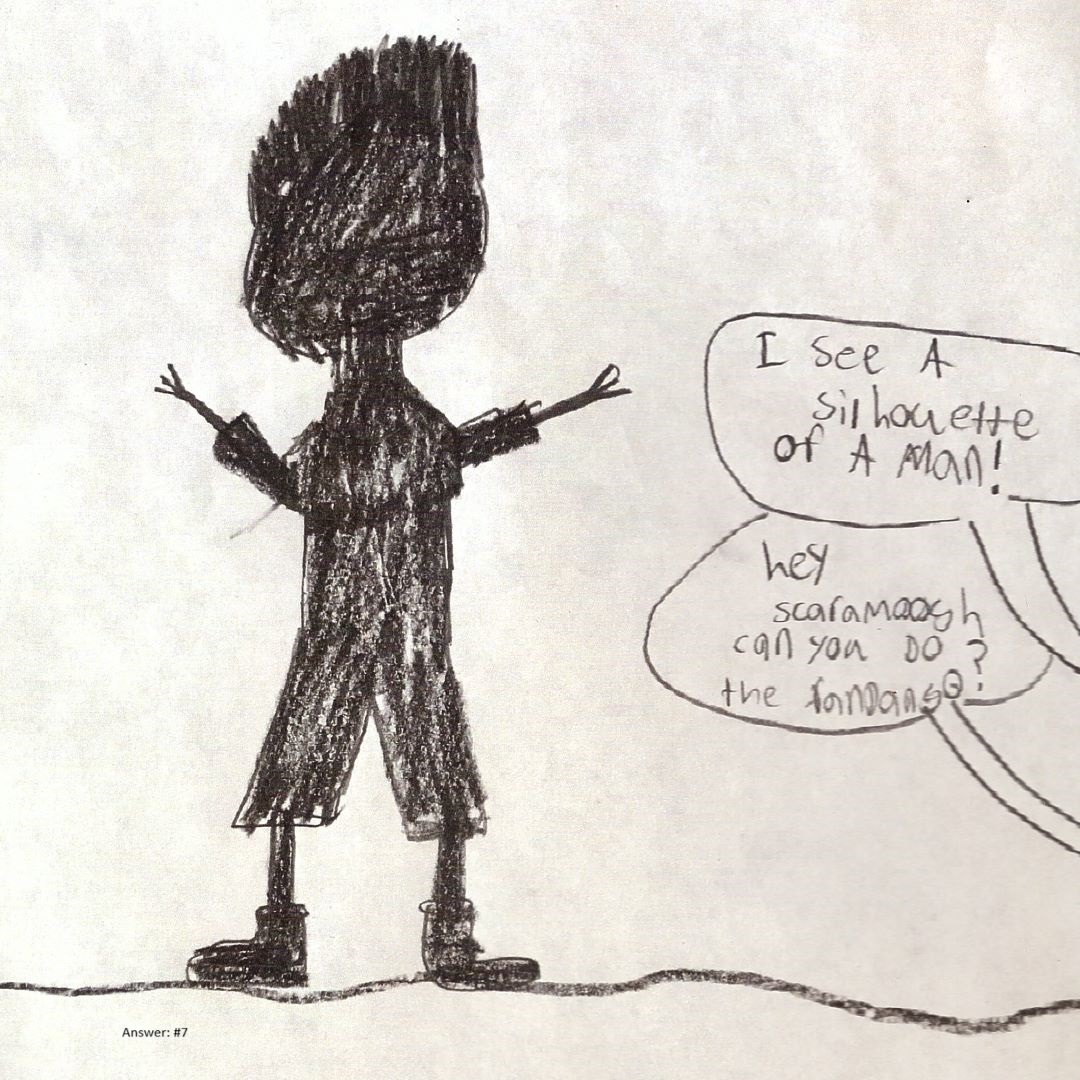 I see A
silhouette
of A Man!
hey
scaramoosh
can you DO
the fanDango?
Answer: #7